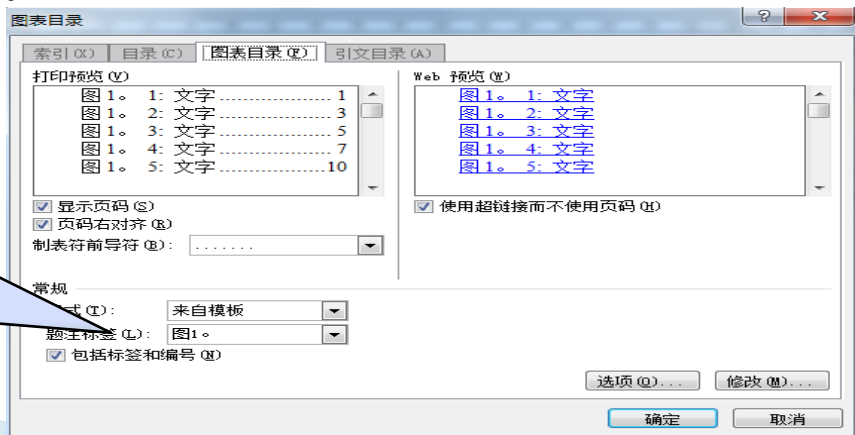 图表目录
索引(X) 目录(C) 图表目录(F) 引文目录(A)
打印预览(V)
图1。 1: 文字....................1
图1。 2: 文字....................3
图1。 3: 文字....................5
图1。 4: 文字....................7
图1。 5: 文字....................10
显示页码(S)
页码右对齐(R)
制表符前导符(B): .......
Web 预览(W)
图1。 1: 文字
图1。 2: 文字
图1。 3: 文字
图1。 4: 文字
图1。 5: 文字
使用超链接而不使用页码(H)
常规
式(T): 来自模板
题注标签(L): 图1。
包括标签和编号(N)
选项(O)... 修改(M)...
确定 取消